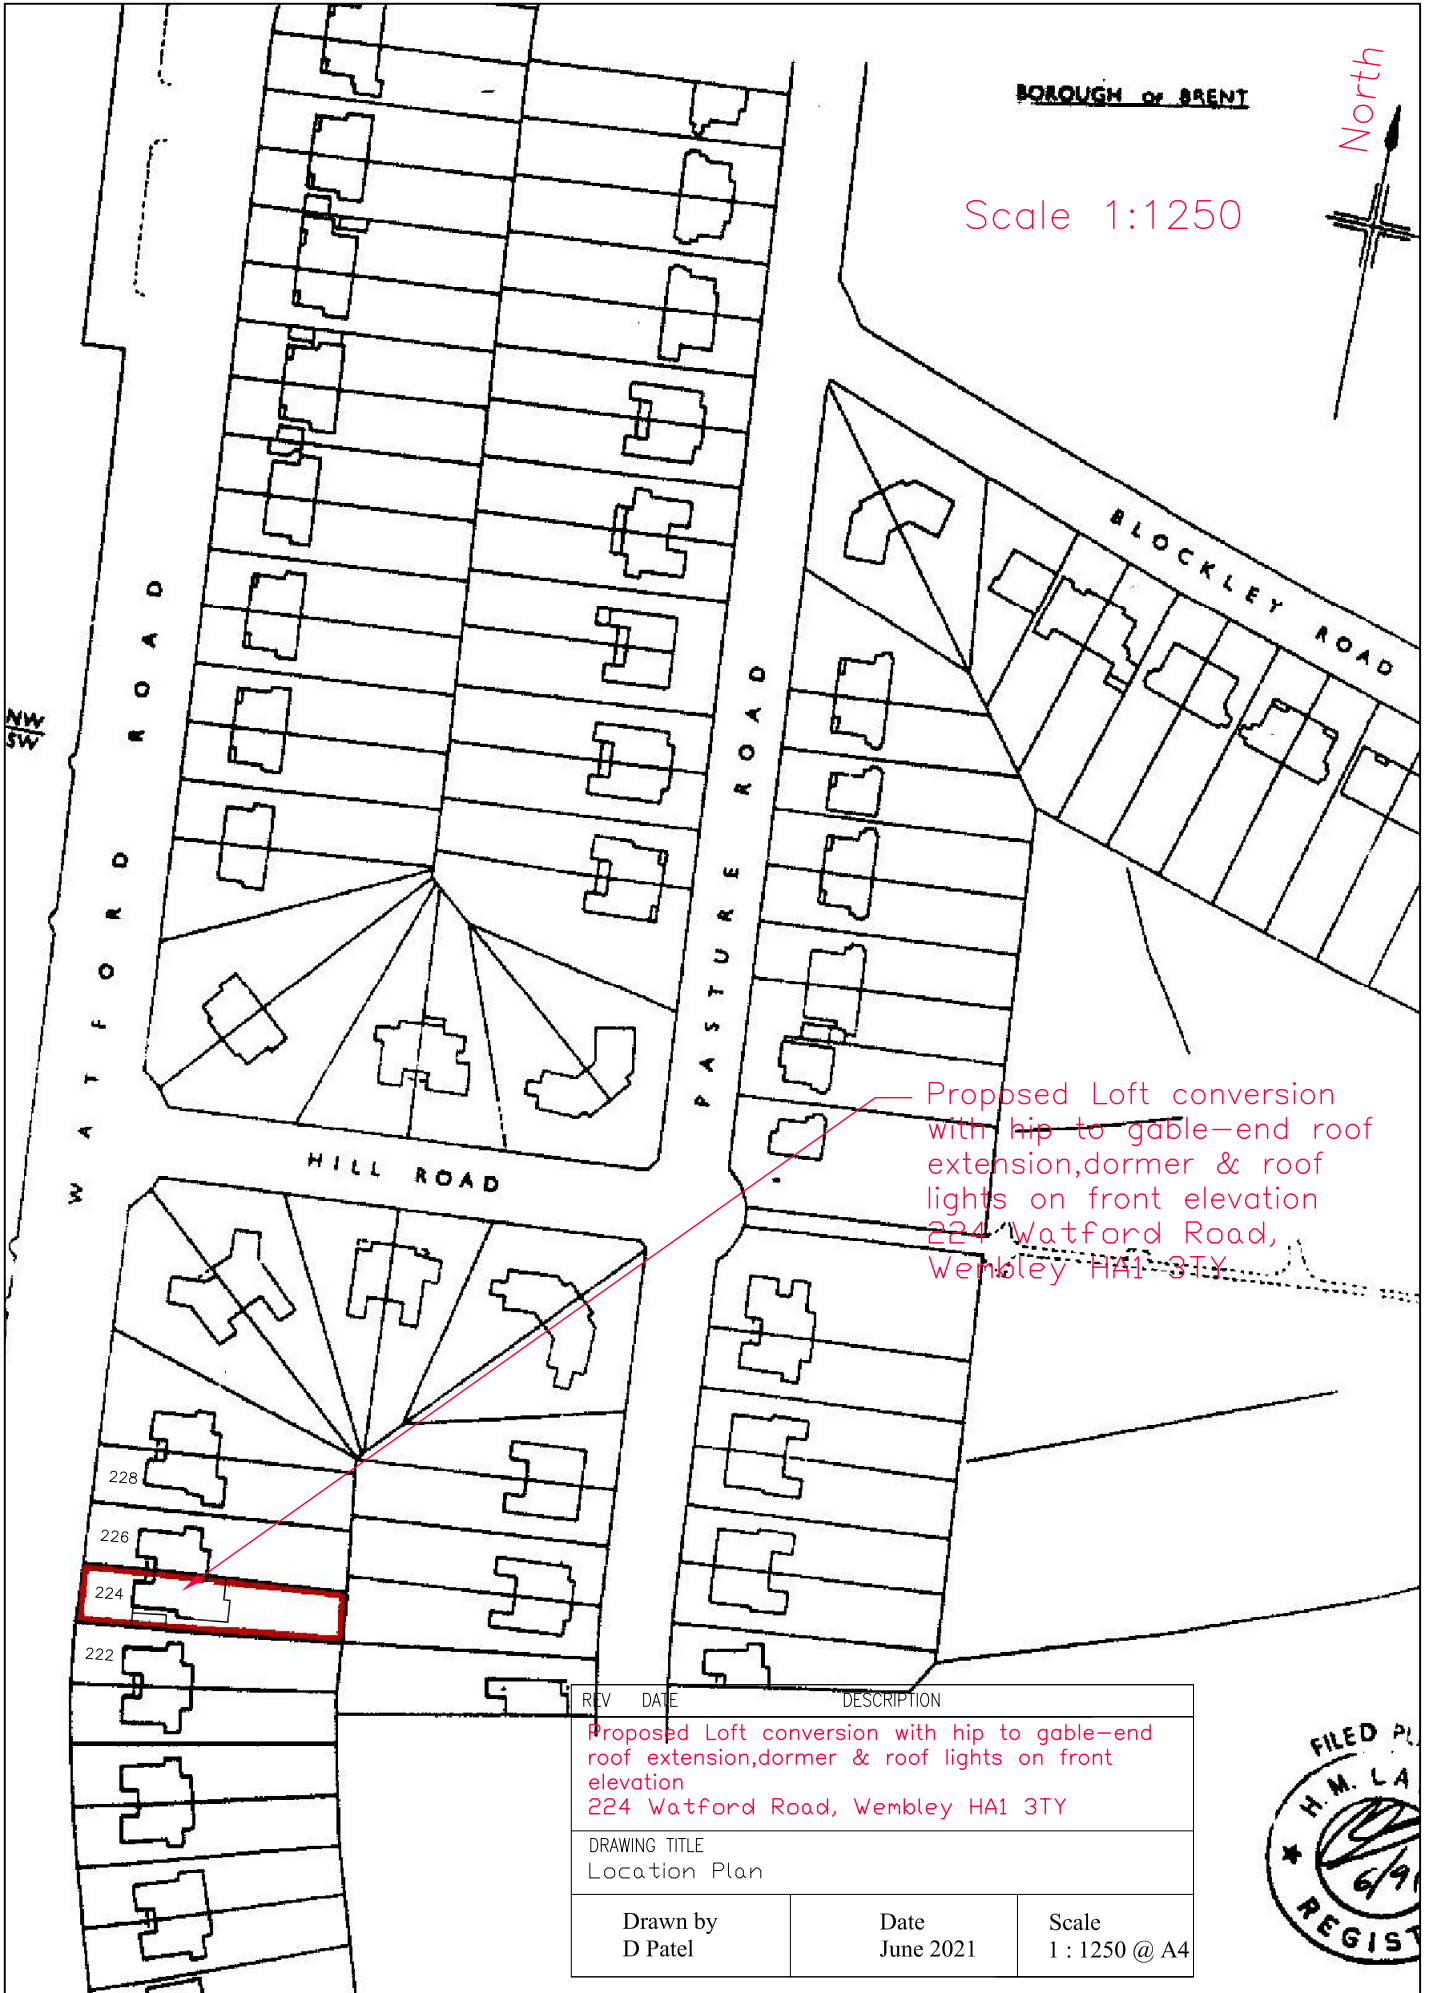 BOROUGH OF BRENT
North
Scale 1:1250
BLOCKLEY ROAD
WATFORD ROAD
PASTURE ROAD
NW
SW
HILL ROAD
Proposed Loft conversion
with hip to gable-end roof
extension,dormer & roof
lights on front elevation
224 Watford Road,
Wembley HA1 3TY
228
226
224
222
REV DATE DESCRIPTION
Proposed Loft conversion with hip to gable-end
roof extension,dormer & roof lights on front
elevation
224 Watford Road, Wembley HA1 3TY
DRAWING TITLE
Location Plan
Drawn by
D Patel
Date
June 2021
Scale
1 : 1250 @ A4
FILED
H.M.